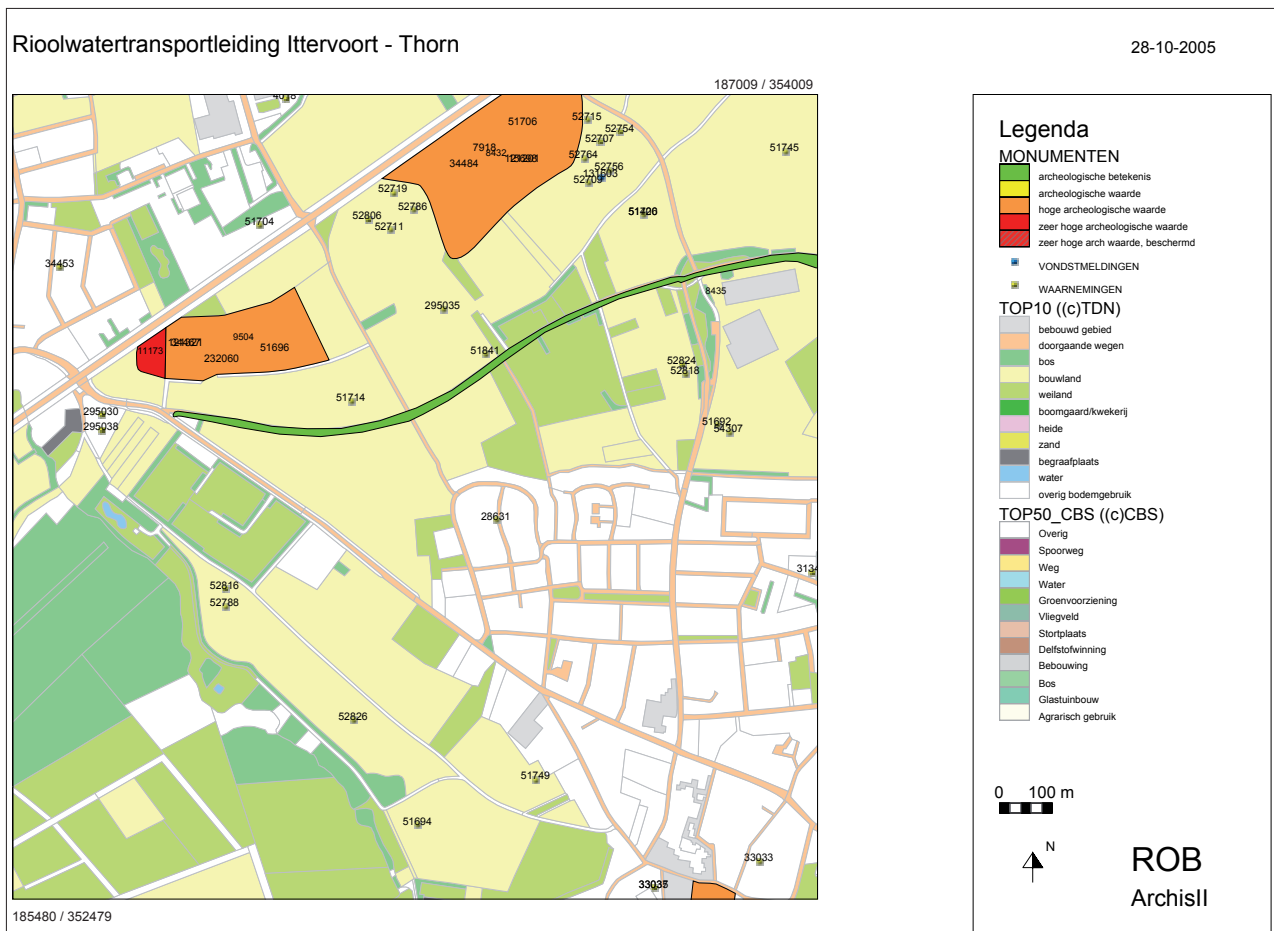 Rioolwatertransportleiding Ittervoort - Thorn
28-10-2005
187009 / 354009
4018
51706
52715
52754
52707
7918
8432
34484
52764
52756
131603
52709
51745
52719
52786
52806
52711
51704
34453
295035
8435
9504
51696
232060
11173
51841
52824
52818
51714
51692
54307
295030
295038
28631
3134
52816
52788
52826
51749
51694
33033
185480 / 352479
Legenda
MONUMENTEN
archeologische betekenis
archeologische waarde
hoge archeologische waarde
zeer hoge archeologische waarde
zeer hoge arch waarde, beschermd
VONDSTMELDINGEN
WAARNEMINGEN
TOP10 ((c)TDN)
bebouwd gebied
doorgaande wegen
bos
bouwland
weiland
boomgaard/kwekerij
heide
zand
begraafplaats
water
overig bodemgebruik
TOP50_CBS ((c)CBS)
Overig
Spoorweg
Weg
Water
Groenvoorziening
Vliegveld
Stortplaats
Delfstofwinning
Bebouwing
Bos
Glastuinbouw
Agrarisch gebruik
0 100 m
N
ROB
ArchisII